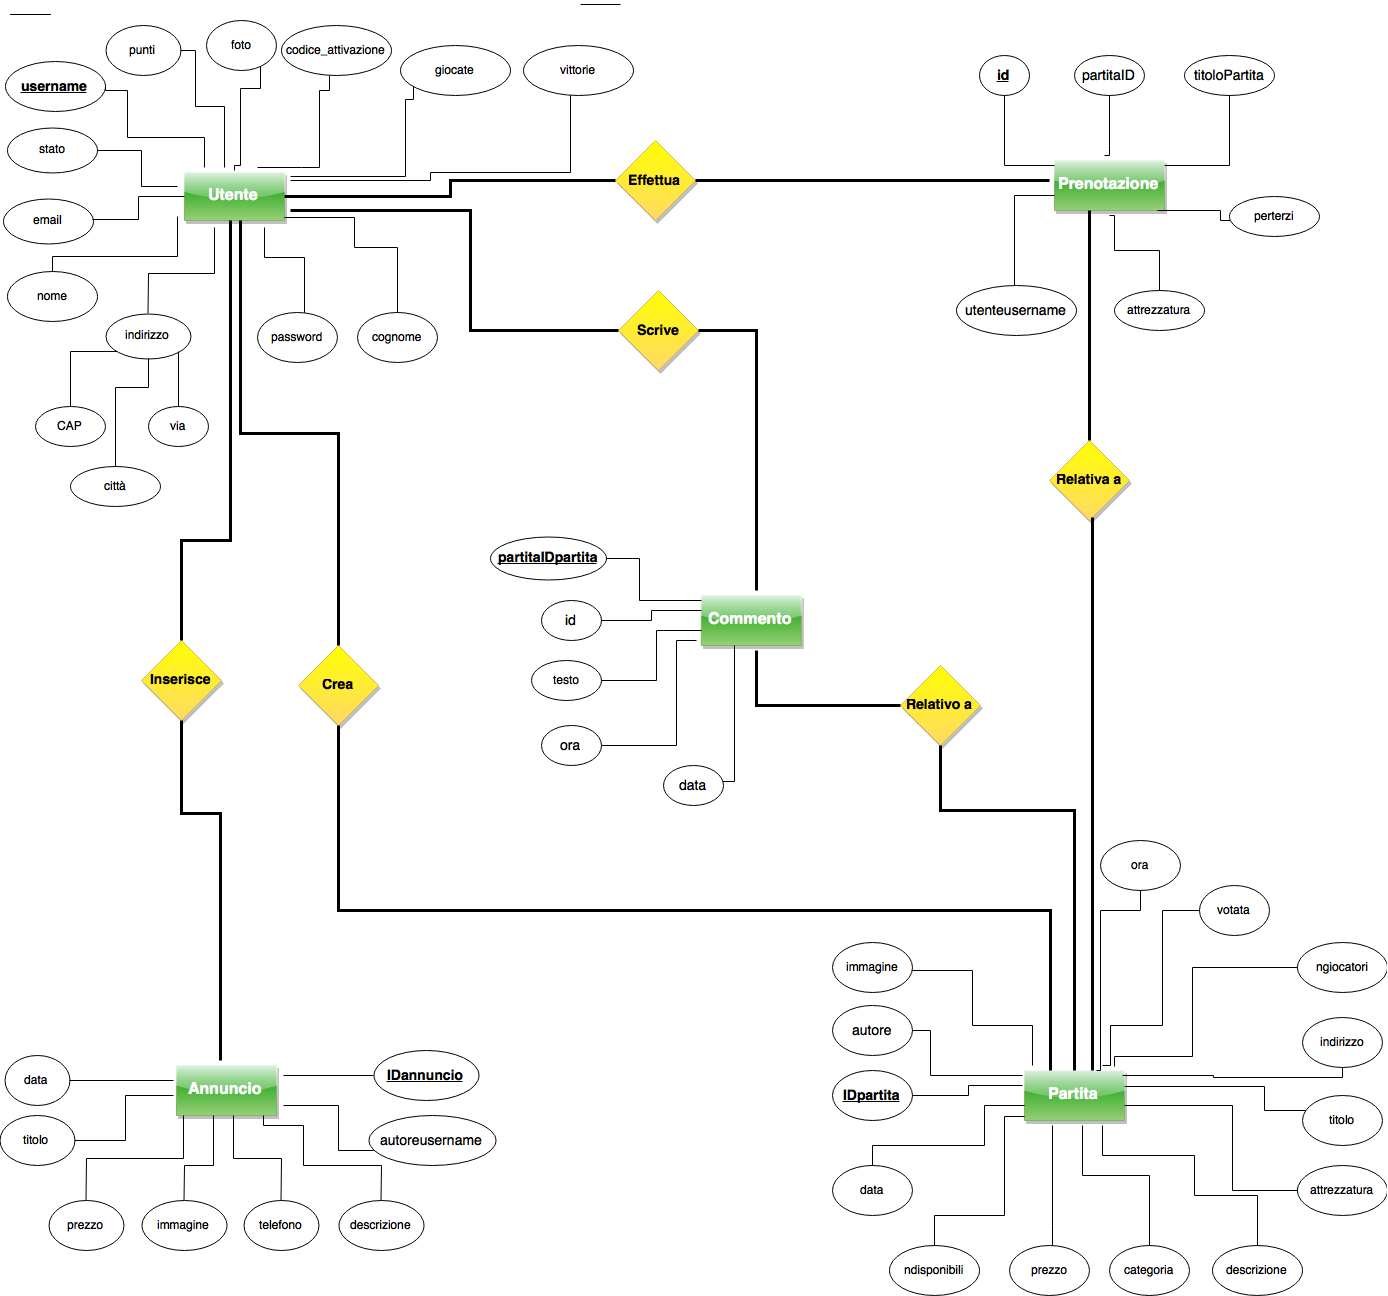 punti
foto
codice_attivazione
giocate
vittorie
username
id
partitaID
titoloPartita
stato
Utente
Effettua
Prenotazione
email
perterzi
nome
utenteusername
attrezzatura
indirizzo
password
cognome
Scrive
CAP
via
città
Relativa a
partitaIDpartita
id
Commento
testo
Inserisce
Crea
Relativo a
ora
data
ora
votata
immagine
ngiocatori
autore
indirizzo
data
IDannuncio
Annuncio
IDpartita
Partita
titolo
titolo
autoreusername
data
attrezzatura
prezzo
immagine
telefono
descrizione
ndisponibili
prezzo
categoria
descrizione